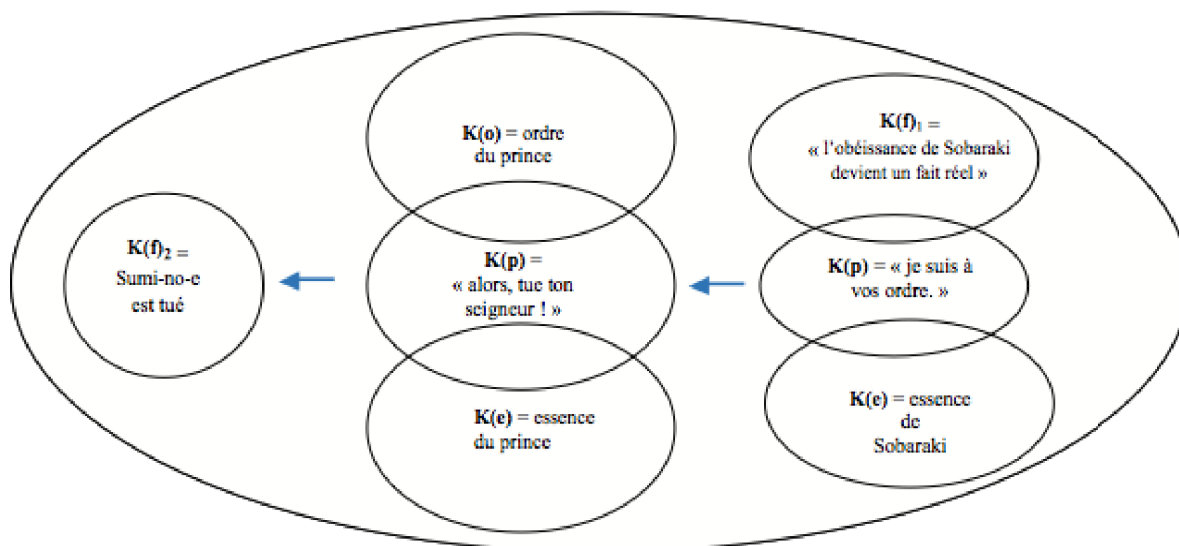 K(f)₂ =
Sumi-no-e
est tué
K(o) = ordre
du prince
K(p) =
« alors, tue ton
seigneur ! »
K(e) = essence
du prince
K(f)₁ =
« l’obéissance de Sobaraki
devient un fait réel »
K(p) = « je suis à
vos ordre. »
K(e) = essence
de
Sobaraki